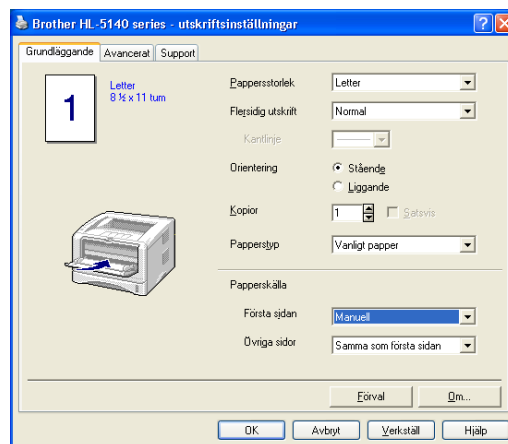 Brother HL-5140 series - utskriftsinställningar
Grundläggande Avancerat Support
1
Letter
8 ½ x 11 tum
Pappersstorlek Letter
Flersidig utskrift Normal
Kantlinje
Orientering Stående
Liggande
Kopior 1 Satsvis
Papperstyp Vanligt papper
Papperskälla
Första sidan Manuell
Övriga sidor Samma som första sidan
Förval Om...
OK Avbryt Verkställ Hjälp